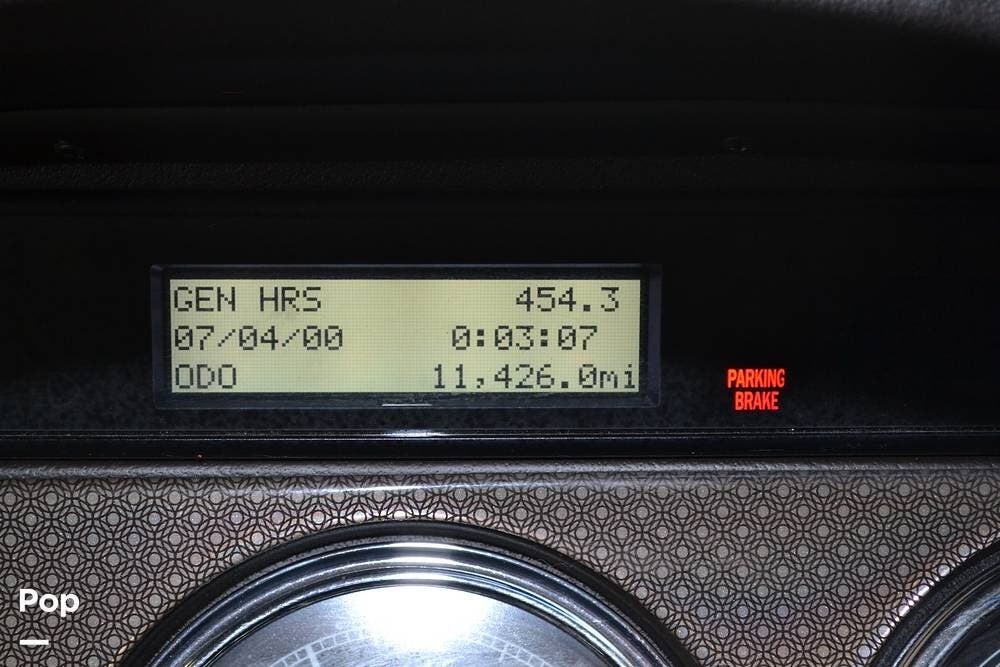 GEN HRS 454.3
07/04/00 0:03:07
ODO 11,426.0mi
PARKING
BRAKE
Pop